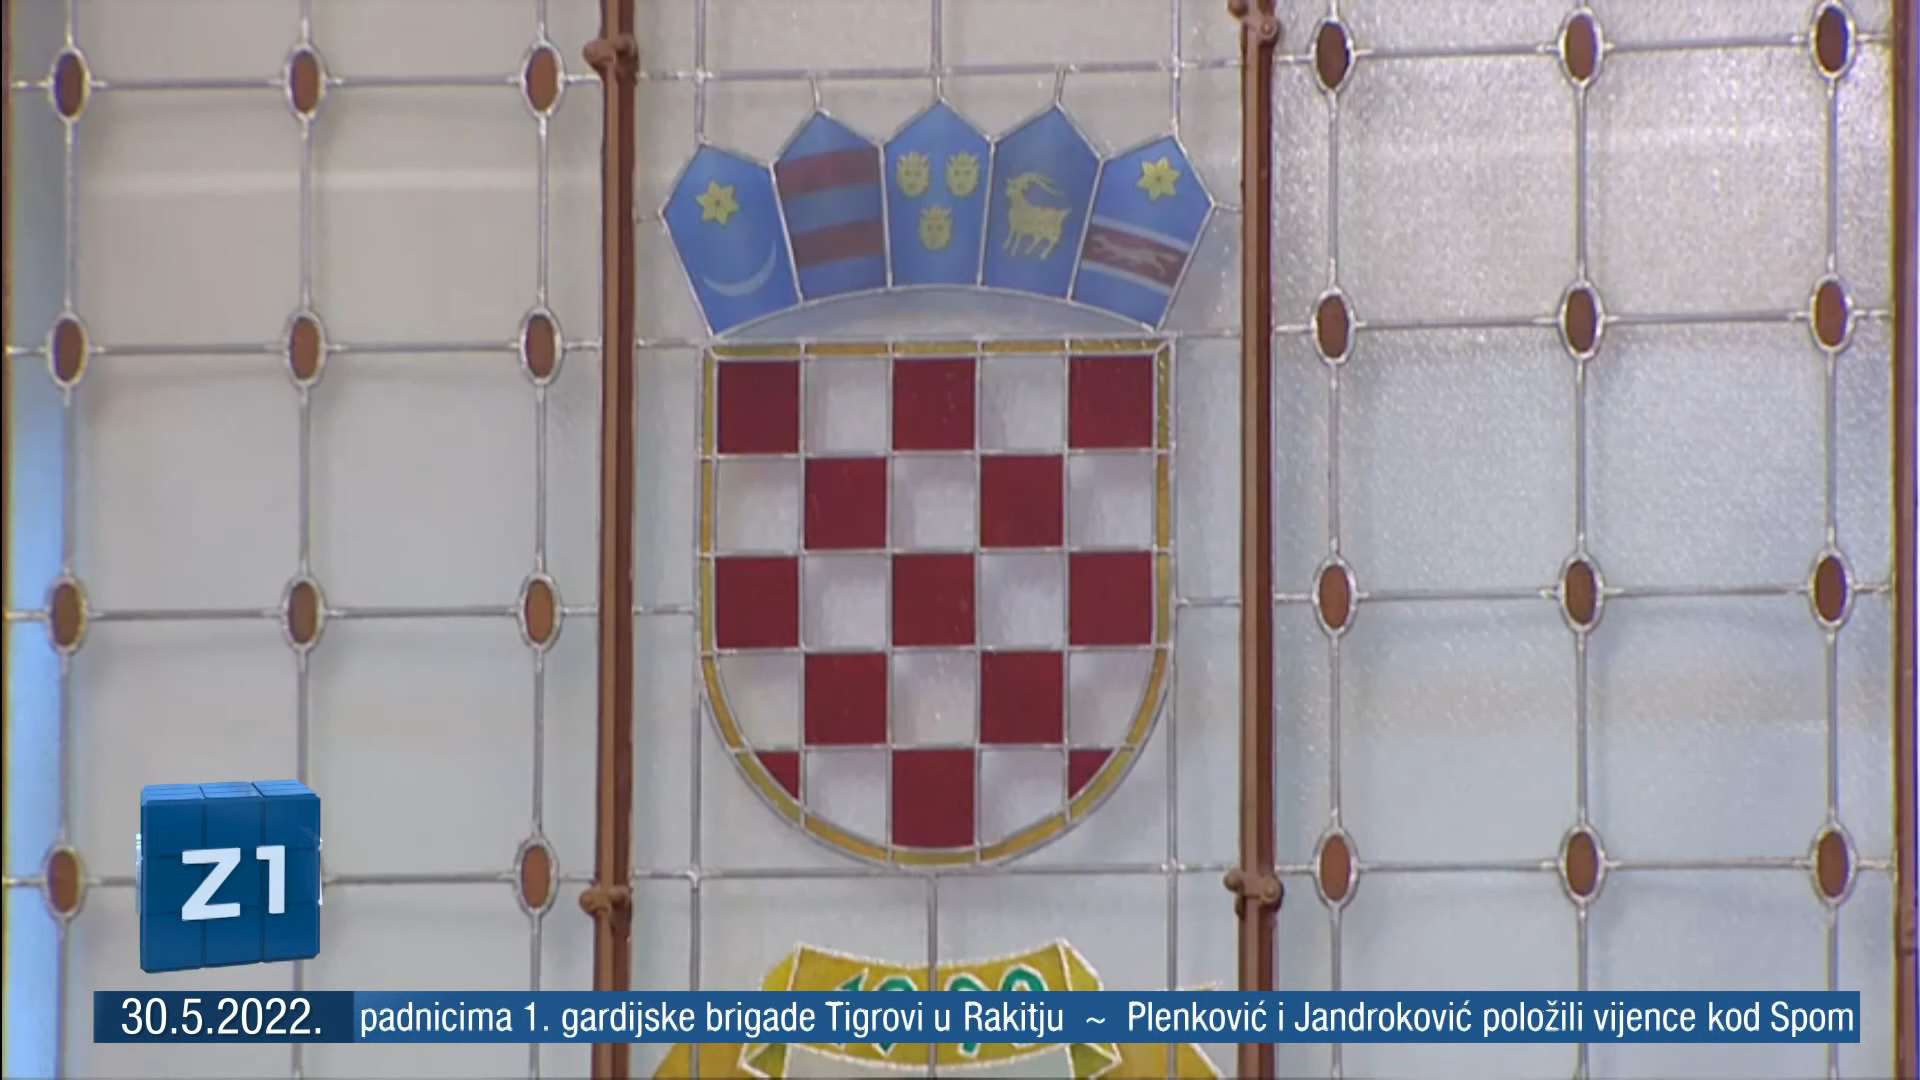 Z1
30.5.2022. padnicima 1. gardijske brigade Tigrovi u Rakitju ~ Plenković i Jandroković položili vijence kod Spom